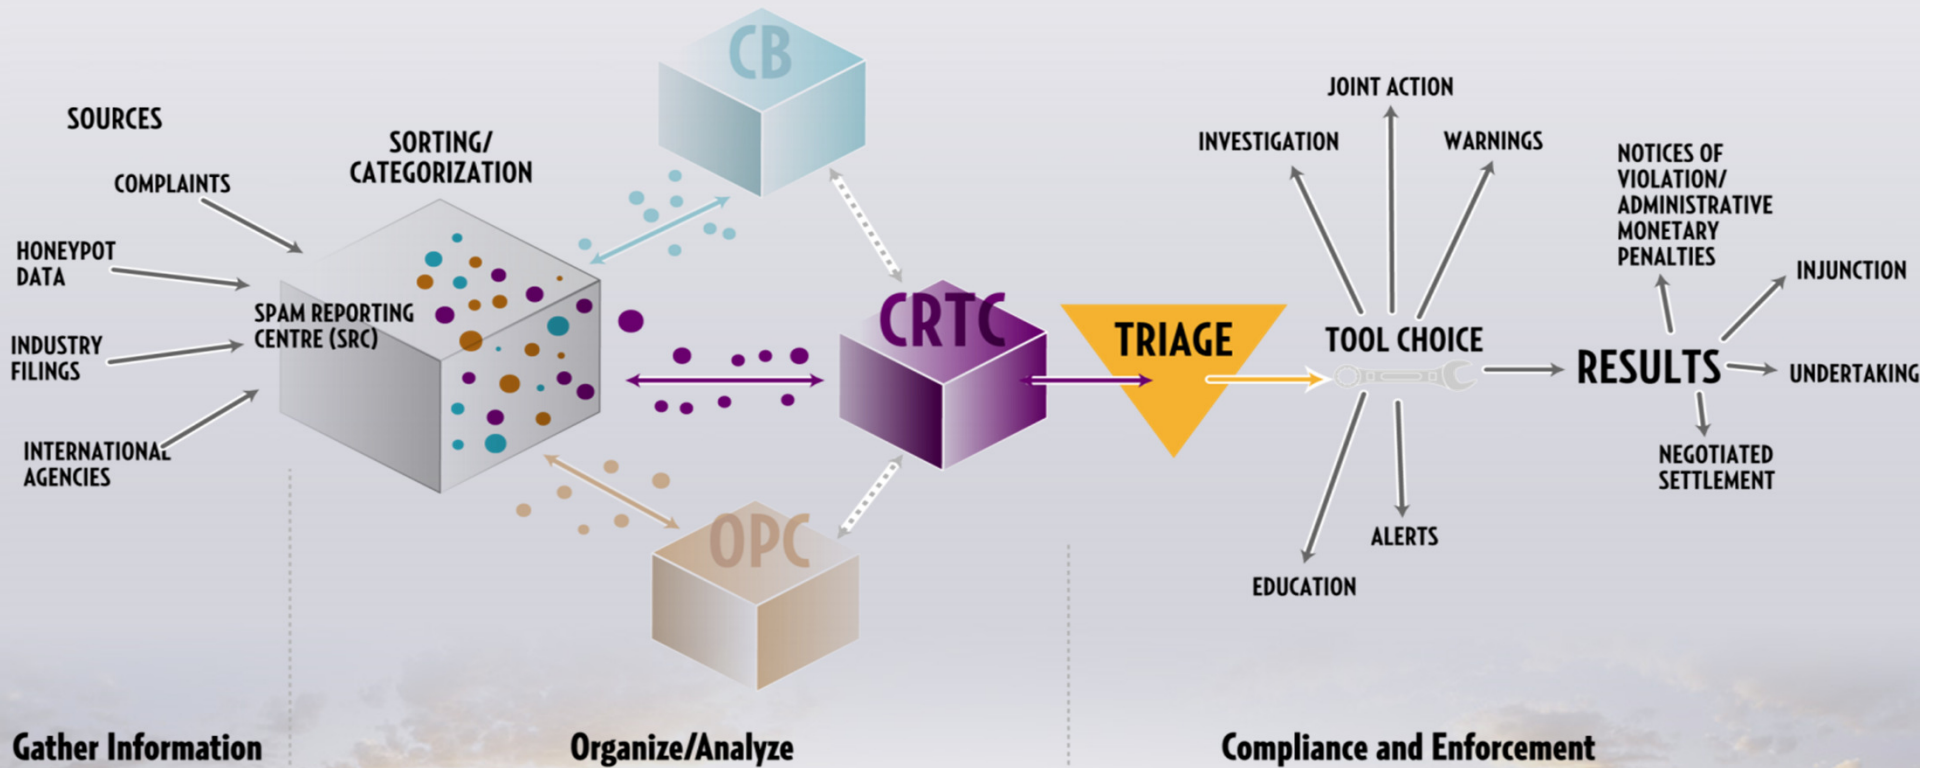 SOURCES
COMPLAINTS
HONEYPOT
DATA
INDUSTRY
FILINGS
INTERNATIONAL
AGENCIES
SORTING/
CATEGORIZATION
SPAM REPORTING
CENTRE (SRC)
CB
CRTC
OPC
TRIAGE
JOINT ACTION
INVESTIGATION
WARNINGS
TOOL CHOICE
ALERTS
EDUCATION
NOTICES OF
VIOLATION/
ADMINISTRATIVE
MONETARY
PENALTIES
INJUNCTION
RESULTS
UNDERTAKING
NEGOTIATED
SETTLEMENT
Gather Information
Organize/Analyze
Compliance and Enforcement